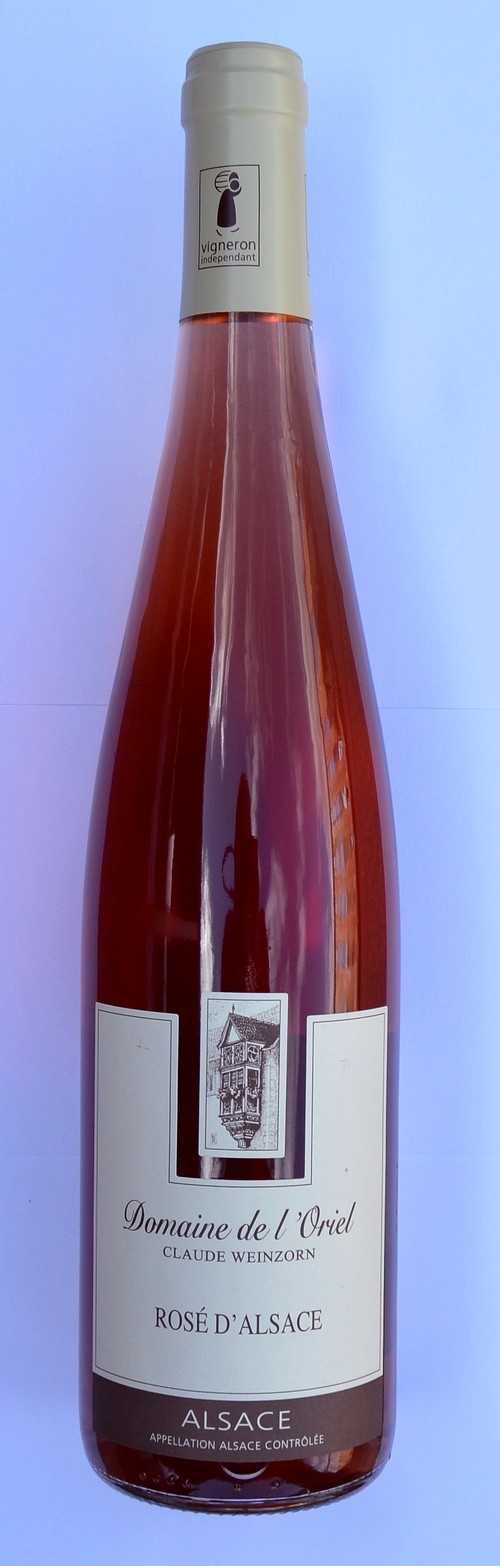 vigneron
indépendant
Domaine de l'Oriel
CLAUDE WEINZORN
ROSÉ D'ALSACE
ALSACE
APPELLATION ALSACE CONTRÔLÉE